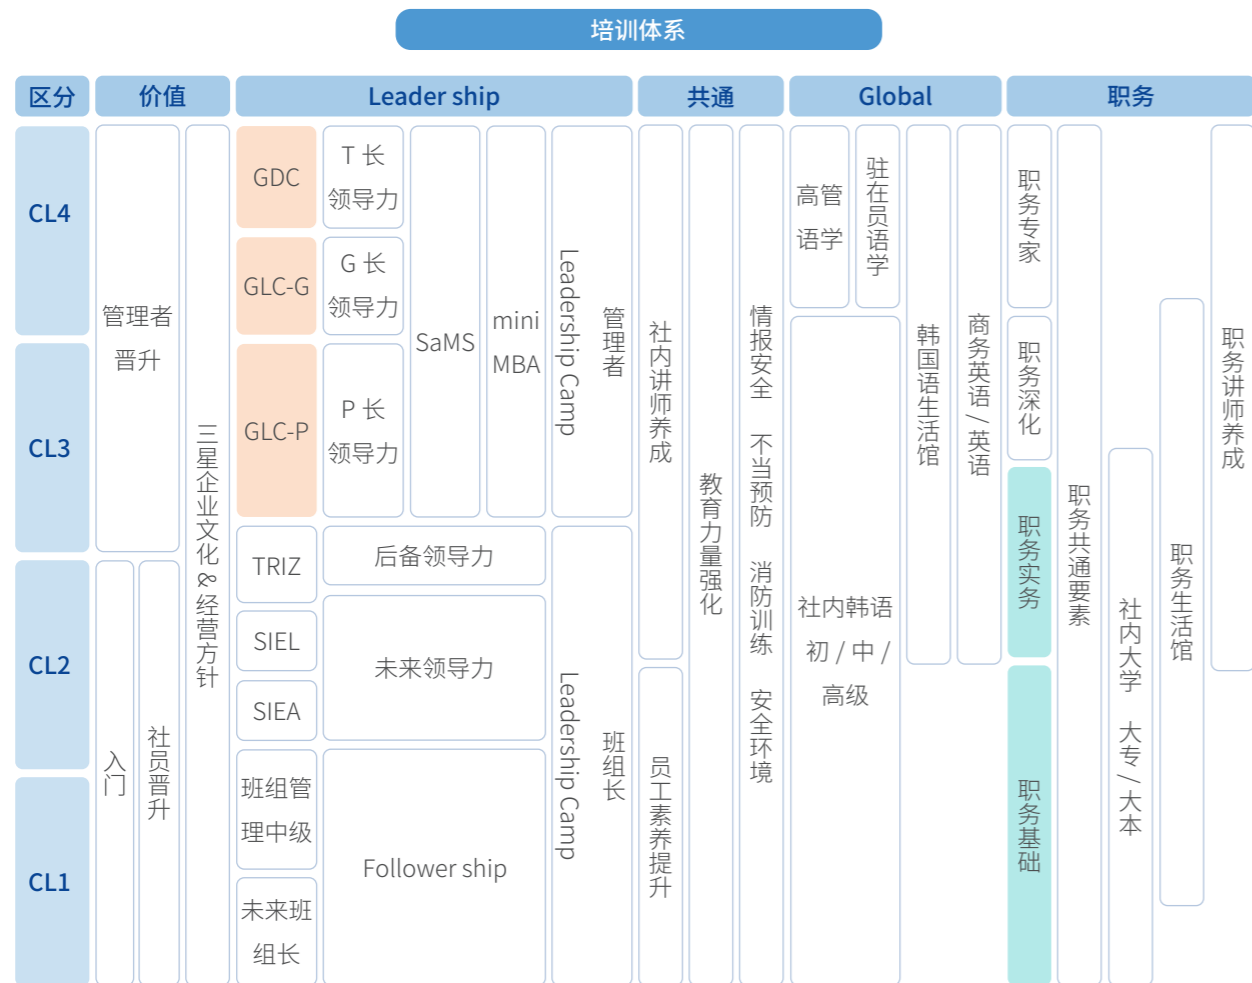 培训体系
区分
价值
Leader ship
共通
Global
职务
CL4
CL3
CL2
CL1
管理者
晋升
入门
社员晋升
三星企业文化 & 经营方针
GDC
GLC-G
GLC-P
TRIZ
SIEL
SIEA
班组管
理中级
未来班
组长
T 长
领导力
G 长
领导力
P 长
领导力
SaMS
mini
MBA
后备领导力
未来领导力
Follower ship
管理者
Leadership Camp
班组长
Leadership Camp
社内讲师养成
员工素养提升
教育力量强化
情报安全 不当预防 消防训练 安全环境
高管
语学
驻在员语学
社内韩语
初 / 中 /
高级
韩国语生活馆
商务英语 / 英语
职务专家
职务深化
职务实务
职务基础
职务共通要素
社内大学 大专 / 大本
职务生活馆
职务讲师养成